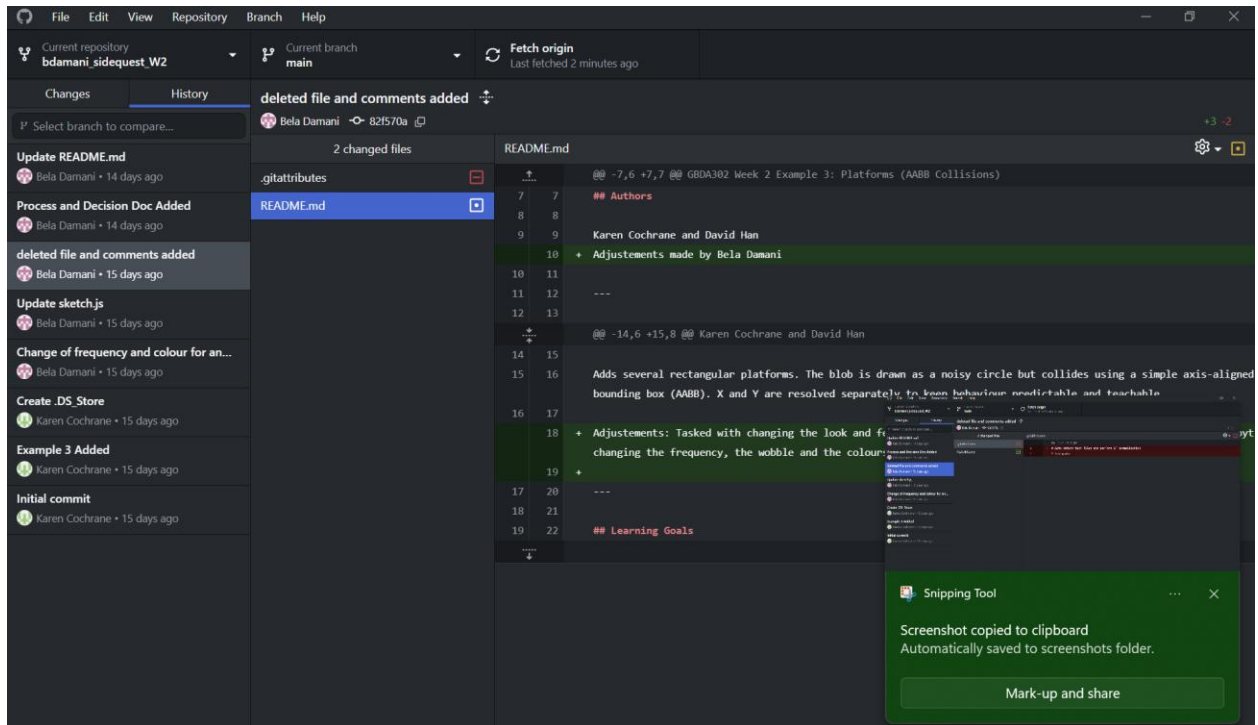 File Edit View Repository Branch Help
Current repository
bdamani_sidequest_W2
Current branch
main
Fetch origin
Last fetched 2 minutes ago
Changes History
Select branch to compare...
Update README.md
Bela Damani • 14 days ago
Process and Decision Doc Added
Bela Damani • 14 days ago
deleted file and comments added
Bela Damani • 15 days ago
Update sketch.js
Bela Damani • 15 days ago
Change of frequency and colour for an...
Bela Damani • 15 days ago
Create .DS_Store
Karen Cochrane • 15 days ago
Example 3 Added
Karen Cochrane • 15 days ago
Initial commit
Karen Cochrane • 15 days ago
deleted file and comments added
Bela Damani 82f570a
+3 -2
2 changed files
.gitattributes
README.md
README.md
@@ -7,6 +7,7 @@ GBDA302 Week 2 Example 3: Platforms (AABB Collisions)
7 7 ## Authors
8 8
9 9 Karen Cochrane and David Han
10 + Adjustements made by Bela Damani
10 11
11 12 ---
12 13
@@ -14,6 +15,8 @@ Karen Cochrane and David Han
14 15
15 16 Adds several rectangular platforms. The blob is drawn as a noisy circle but collides using a simple axis-aligned
bounding box (AABB). X and Y are resolved separately to keep behaviour predictable and teachable
16 17
18 + Adjustments: Tasked with changing the look and
changing the frequency, the wobble and the colour
19 +
17 20 ---
18 21
19 22 ## Learning Goals
Snipping Tool
Screenshot copied to clipboard
Automatically saved to screenshots folder.
Mark-up and share